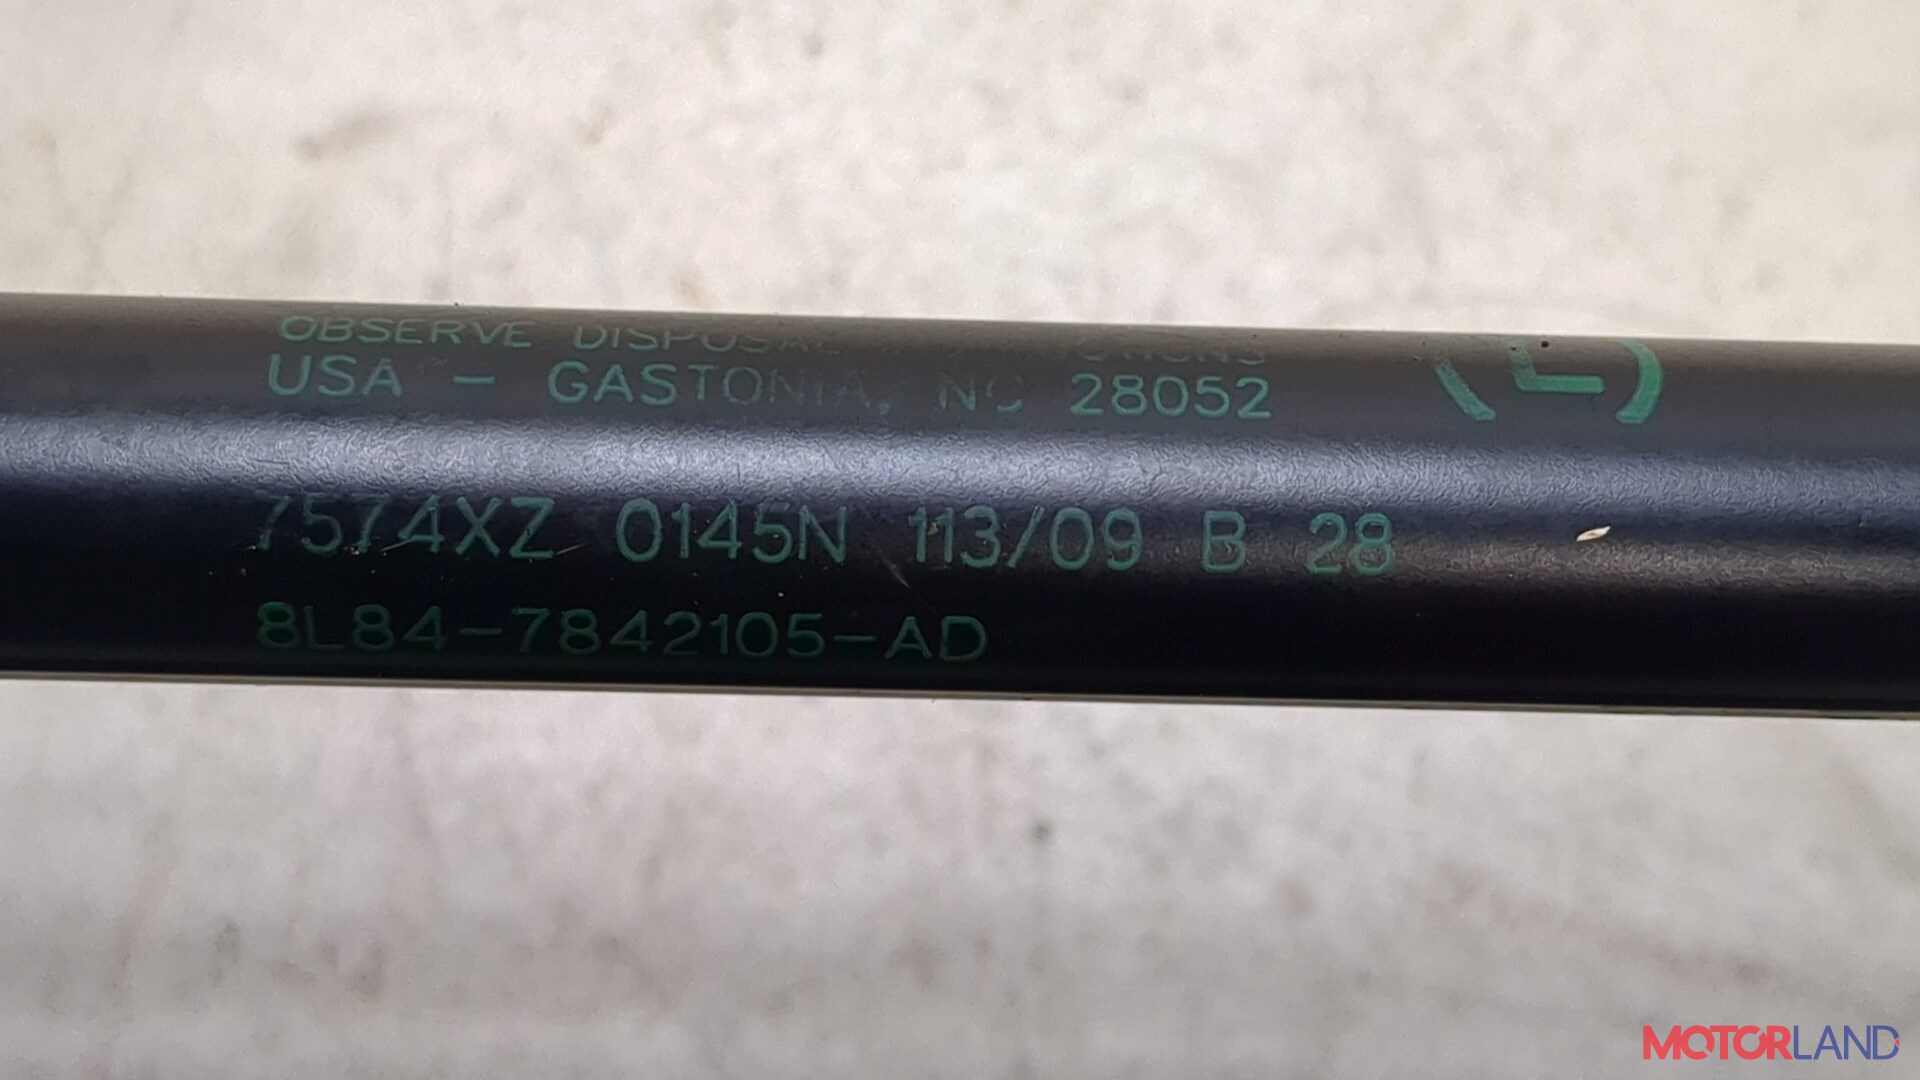 OBSERVE DISPOSAL
USA - GASTONIA, NC 28052
(L)
7574XZ 0145N 113/09 B 28
8L84-7842105-AD
MOTORLAND